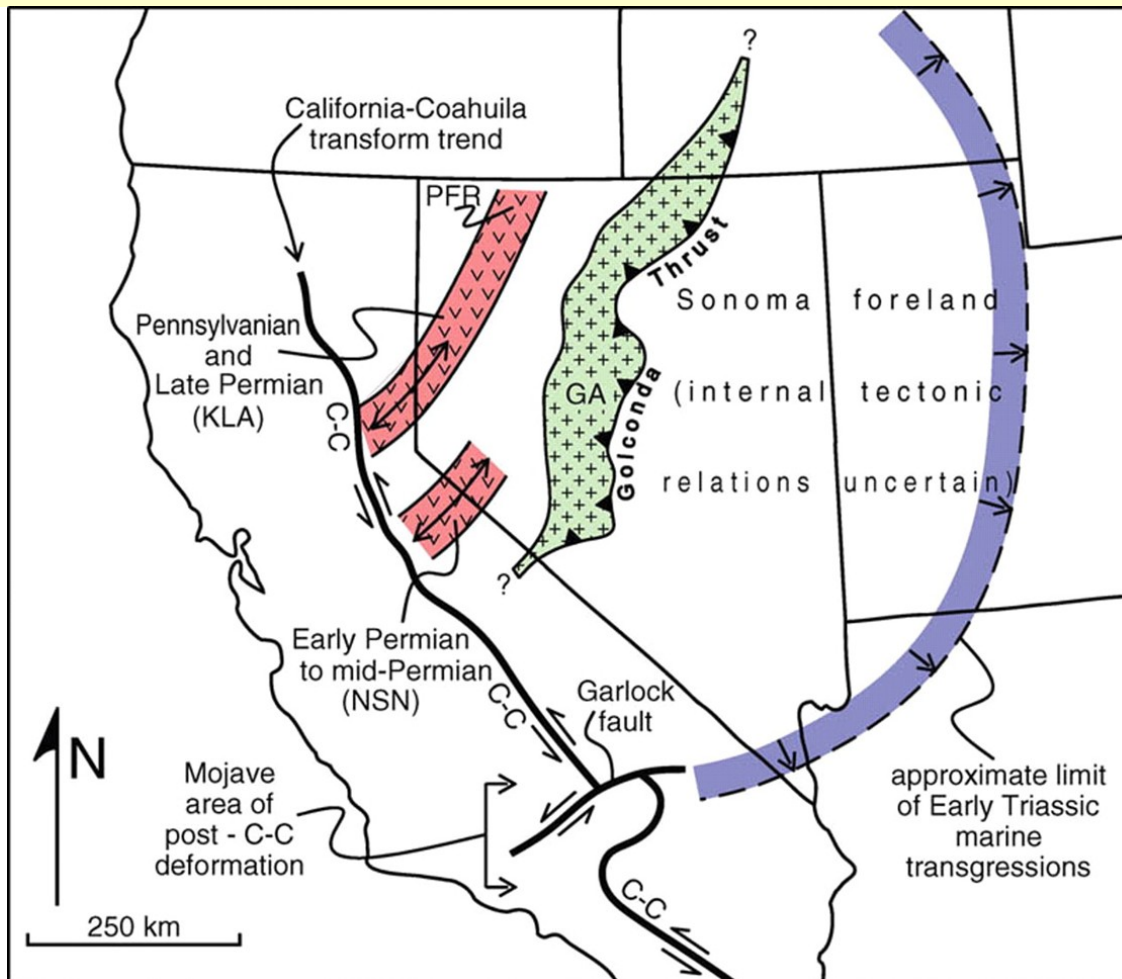 ?
California-Coahuila
transform trend
PFR
Thrust
Sonoma foreland
Pennsylvanian
and
Late Permian
(KLA)
C-C
GA
(internal tectonic
Golconda
relations uncertain)
?
Early Permian
to mid-Permian
(NSN)
C-C
Garlock
fault
N
Mojave
area of
post - C-C
deformation
approximate limit
of Early Triassic
marine
transgressions
C-C
250 km